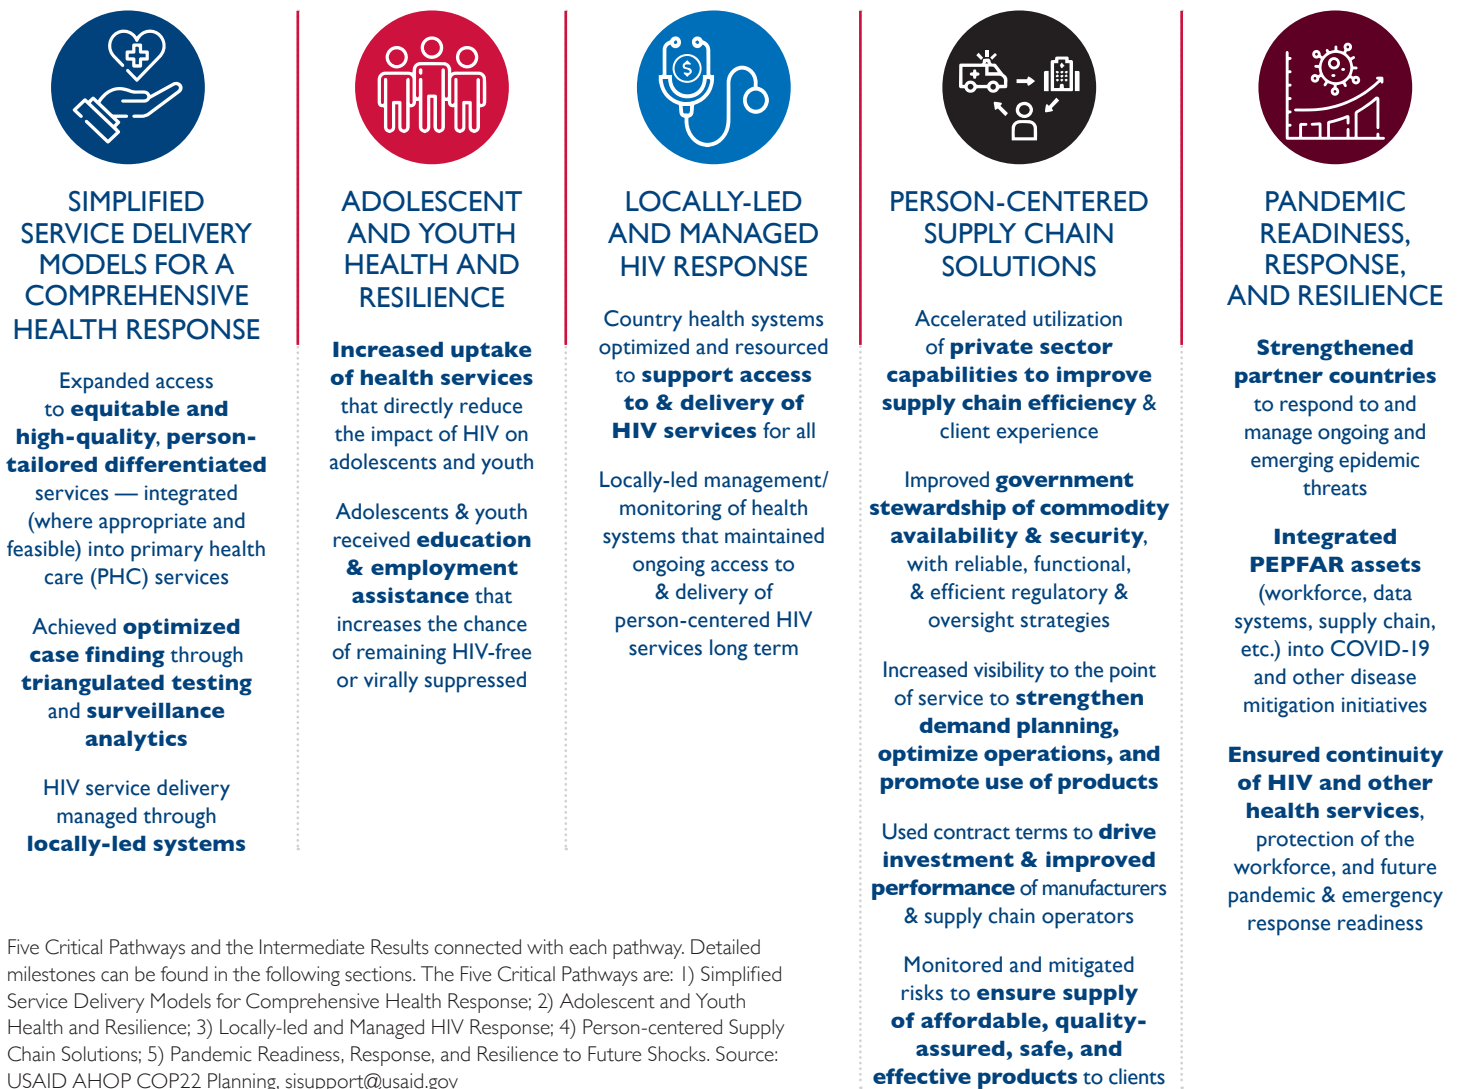 SIMPLIFIED
SERVICE DELIVERY
MODELS FOR A
COMPREHENSIVE
HEALTH RESPONSE
Expanded access
to equitable and
high-quality, person-
tailored differentiated
services — integrated
(where appropriate and
feasible) into primary health
care (PHC) services
Achieved optimized
case finding through
triangulated testing
and surveillance
analytics
HIV service delivery
managed through
locally-led systems
ADOLESCENT
AND YOUTH
HEALTH AND
RESILIENCE
Increased uptake
of health services
that directly reduce
the impact of HIV on
adolescents and youth
Adolescents & youth
received education
& employment
assistance that
increases the chance
of remaining HIV-free
or virally suppressed
$
LOCALLY-LED
AND MANAGED
HIV RESPONSE
Country health systems
optimized and resourced
to support access
to & delivery of
HIV services for all
Locally-led management/
monitoring of health
systems that maintained
ongoing access to
& delivery of
person-centered HIV
services long term
PERSON-CENTERED
SUPPLY CHAIN
SOLUTIONS
Accelerated utilization
of private sector
capabilities to improve
supply chain efficiency &
client experience
Improved government
stewardship of commodity
availability & security,
with reliable, functional,
& efficient regulatory &
oversight strategies
Increased visibility to the point
of service to strengthen
demand planning,
optimize operations, and
promote use of products
Used contract terms to drive
investment & improved
performance of manufacturers
& supply chain operators
Monitored and mitigated
risks to ensure supply
of affordable, quality-
assured, safe, and
effective products to clients
PANDEMIC
READINESS,
RESPONSE,
AND RESILIENCE
Strengthened
partner countries
to respond to and
manage ongoing and
emerging epidemic
threats
Integrated
PEPFAR assets
(workforce, data
systems, supply chain,
etc.) into COVID-19
and other disease
mitigation initiatives
Ensured continuity
of HIV and other
health services,
protection of the
workforce, and future
pandemic & emergency
response readiness
Five Critical Pathways and the Intermediate Results connected with each pathway. Detailed
milestones can be found in the following sections. The Five Critical Pathways are: 1) Simplified
Service Delivery Models for Comprehensive Health Response; 2) Adolescent and Youth
Health and Resilience; 3) Locally-led and Managed HIV Response; 4) Person-centered Supply
Chain Solutions; 5) Pandemic Readiness, Response, and Resilience to Future Shocks. Source:
USAID AHOP COP22 Planning, sisupport@usaid.gov